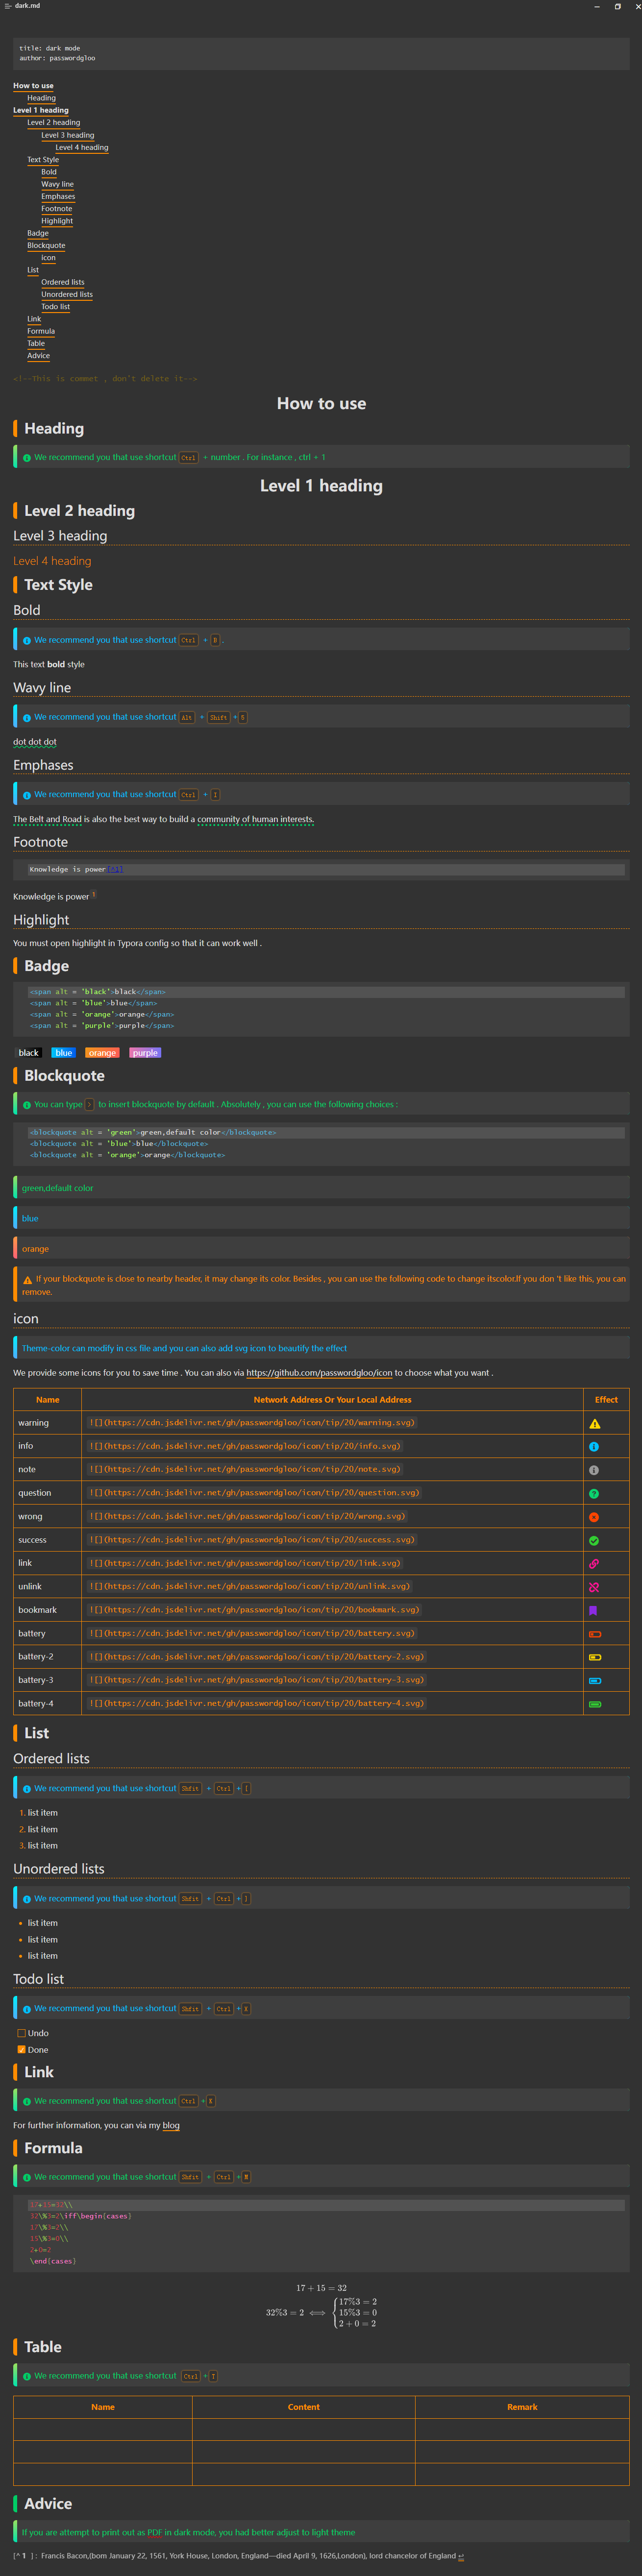 dark.md
title: dark mode
author: passwordgloo
How to use
Heading
Level 1 heading
Level 2 heading
Level 3 heading
Level 4 heading
Text Style
Bold
Wavy line
Emphases
Footnote
Highlight
Badge
Blockquote
icon
List
Ordered lists
Unordered lists
Todo list
Link
Formula
Table
Advice
<!--This is commet , don't delete it-->
How to use
Heading
We recommend you that use shortcut Ctrl + number . For instance , ctrl + 1
Level 1 heading
Level 2 heading
Level 3 heading
Level 4 heading
Text Style
Bold
We recommend you that use shortcut Ctrl + B .
This text bold style
Wavy line
We recommend you that use shortcut Alt + Shift + 5
dot dot dot
Emphases
We recommend you that use shortcut Ctrl + I
The Belt and Road is also the best way to build a community of human interests.
Footnote
Knowledge is power[^1]
Knowledge is power 1
Highlight
You must open highlight in Typora config so that it can work well .
Badge
<span alt = 'black'>black</span>
<span alt = 'blue'>blue</span>
<span alt = 'orange'>orange</span>
<span alt = 'purple'>purple</span>
black blue orange purple
Blockquote
You can type > to insert blockquote by default . Absolutely , you can use the following choices :
<blockquote alt = 'green'>green,default color</blockquote>
<blockquote alt = 'blue'>blue</blockquote>
<blockquote alt = 'orange'>orange</blockquote>
green,default color
blue
orange
If your blockquote is close to nearby header, it may change its color. Besides , you can use the following code to change itscolor.If you don 't like this, you can
remove.
icon
Theme-color can modify in css file and you can also add svg icon to beautify the effect
We provide some icons for you to save time . You can also via https://github.com/passwordgloo/icon to choose what you want .
Name Network Address Or Your Local Address Effect
warning ![](https://cdn.jsdelivr.net/gh/passwordgloo/icon/tip/20/warning.svg)
info ![](https://cdn.jsdelivr.net/gh/passwordgloo/icon/tip/20/info.svg)
note ![](https://cdn.jsdelivr.net/gh/passwordgloo/icon/tip/20/note.svg)
question ![](https://cdn.jsdelivr.net/gh/passwordgloo/icon/tip/20/question.svg)
wrong ![](https://cdn.jsdelivr.net/gh/passwordgloo/icon/tip/20/wrong.svg)
success ![](https://cdn.jsdelivr.net/gh/passwordgloo/icon/tip/20/success.svg)
link ![](https://cdn.jsdelivr.net/gh/passwordgloo/icon/tip/20/link.svg)
unlink ![](https://cdn.jsdelivr.net/gh/passwordgloo/icon/tip/20/unlink.svg)
bookmark ![](https://cdn.jsdelivr.net/gh/passwordgloo/icon/tip/20/bookmark.svg)
battery ![](https://cdn.jsdelivr.net/gh/passwordgloo/icon/tip/20/battery.svg)
battery-2 ![](https://cdn.jsdelivr.net/gh/passwordgloo/icon/tip/20/battery-2.svg)
battery-3 ![](https://cdn.jsdelivr.net/gh/passwordgloo/icon/tip/20/battery-3.svg)
battery-4 ![](https://cdn.jsdelivr.net/gh/passwordgloo/icon/tip/20/battery-4.svg)
List
Ordered lists
We recommend you that use shortcut Shfit + Ctrl + [
1. list item
2. list item
3. list item
Unordered lists
We recommend you that use shortcut Shfit + Ctrl + ]
• list item
• list item
• list item
Todo list
We recommend you that use shortcut Shfit + Ctrl + X
Undo
Done
Link
We recommend you that use shortcut Ctrl + K
For further information, you can via my blog
Formula
We recommend you that use shortcut Shfit + Ctrl + M
17+15=32\\
32\%3=2\iff\begin{cases}
17\%3=2\\
15\%3=0\\
2+0=2
\end{cases}
17 + 15 = 32
32%3 = 2 ⟺ { 17%3 = 2
15%3 = 0
2 + 0 = 2
Table
We recommend you that use shortcut Ctrl + T
Name Content Remark
Advice
If you are attempt to print out as PDF in dark mode, you had better adjust to light theme
[^ 1 ] : Francis Bacon,(born January 22, 1561, York House, London, England—died April 9, 1626,London), lord chancelor of England ↩